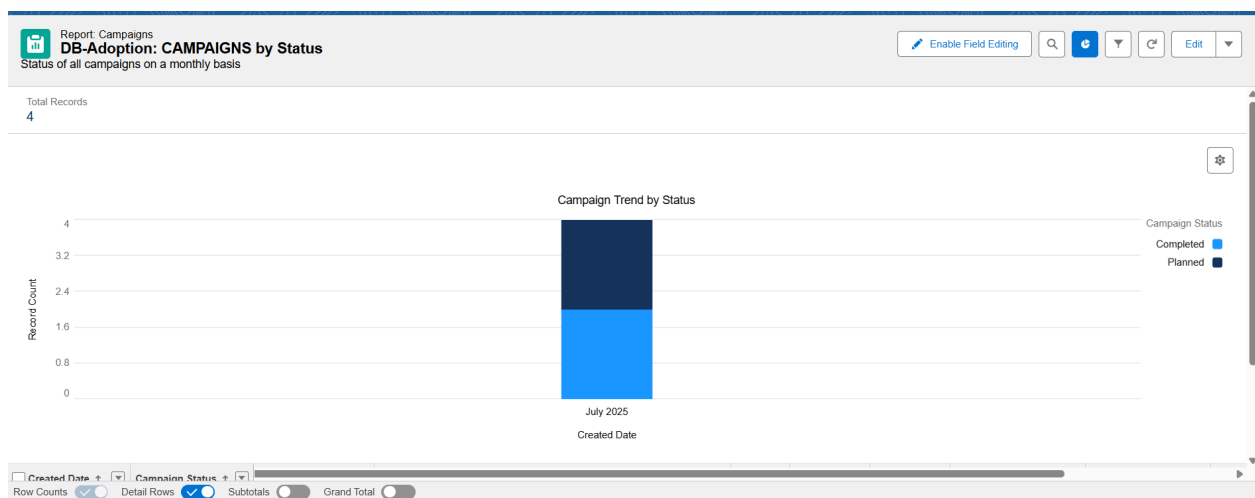 Report: Campaigns
DB-Adoption: CAMPAIGNS by Status
Status of all campaigns on a monthly basis
Enable Field Editing
Edit
Total Records
4
Campaign Trend by Status
Record Count
4
3.2
2.4
1.6
0.8
0
July 2025
Created Date
Campaign Status
Completed
Planned
Created Date ↑ Campaign Status ↑
Row Counts Detail Rows Subtotals Grand Total